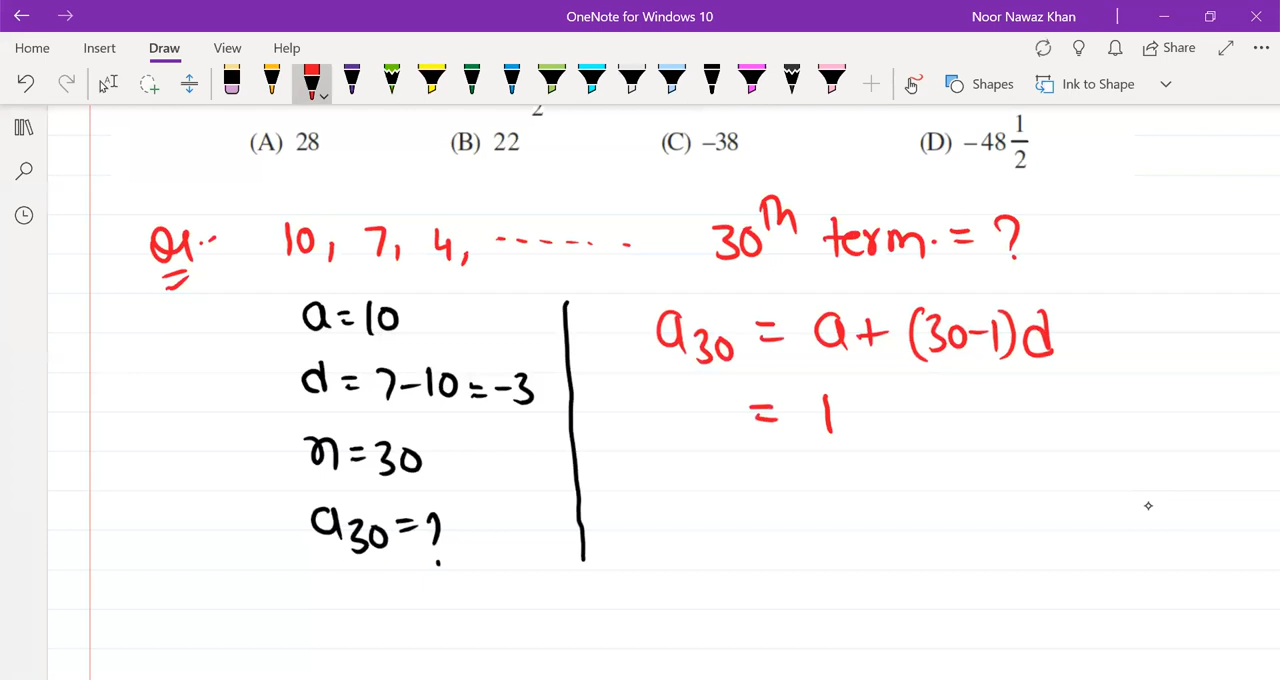 OneNote for Windows 10
Noor Nawaz Khan
Home Insert Draw View Help
Share
Shapes
Ink to Shape
2
(A) 28 (B) 22 (C) –38 (D) –48 1/2
Q1.. 10, 7, 4, ....... 30th term. = ?
a = 10
d = 7-10 = -3
n = 30
a30 = ?
a30 = a + (30-1)d
= 1